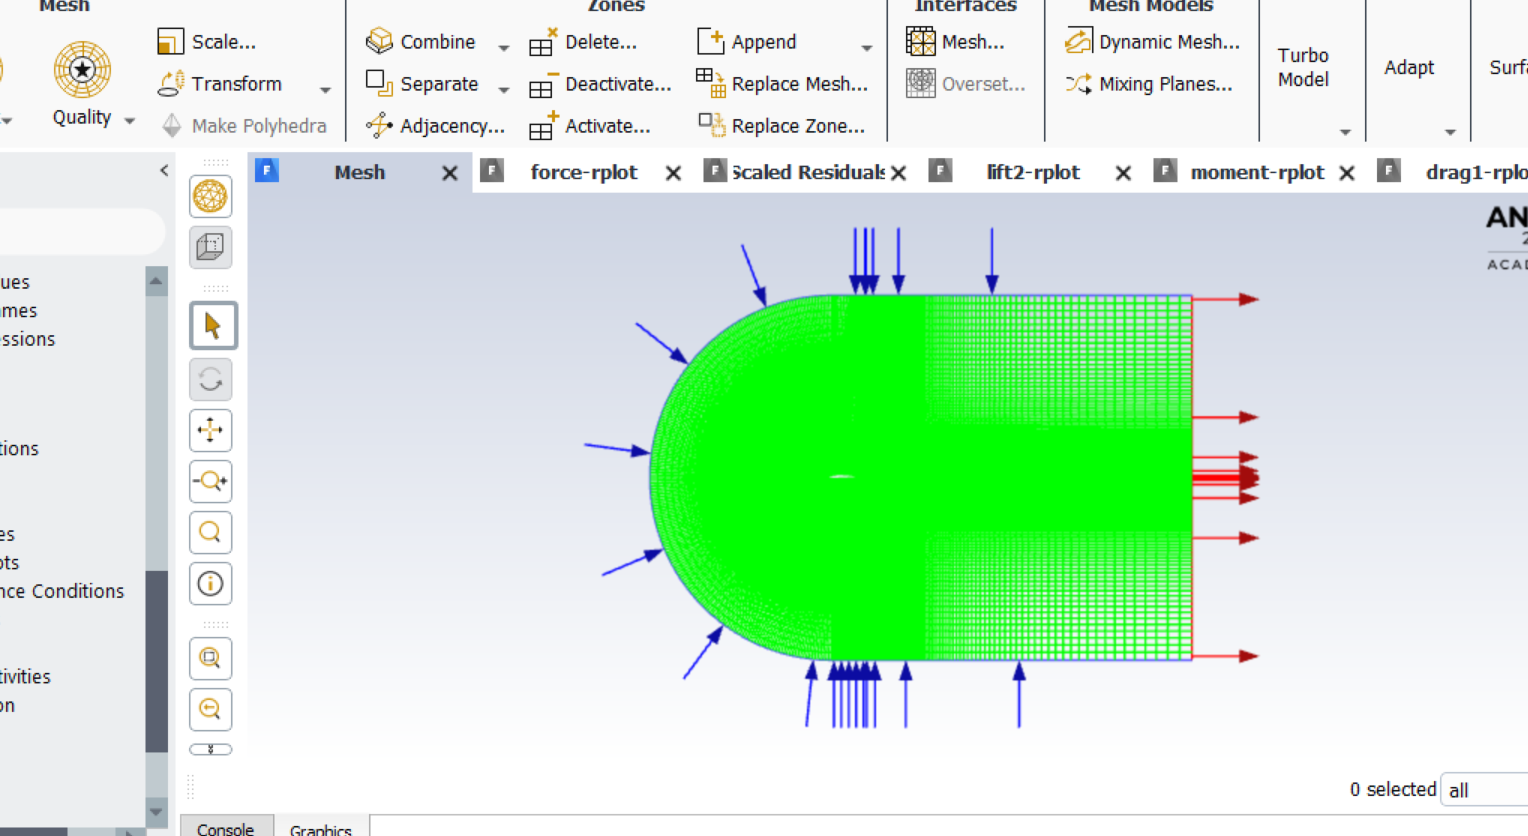 Mesh
Zones
Interfaces
Mesh Models
Scale...
Transform
Make Polyhedra
Quality
Combine
Separate
Adjacency...
Delete...
Deactivate...
Activate...
Append
Replace Mesh...
Replace Zone...
Mesh...
Overset...
Dynamic Mesh...
Mixing Planes...
Turbo
Model
Adapt
Surfa
Mesh
force-rplot
Scaled Residuals
lift2-rplot
moment-rplot
drag1-rplo
AN
2
ACAD
ues
ames
essions
tions
es
ots
nce Conditions
tivities
on
0 selected
all
Console
Graphics